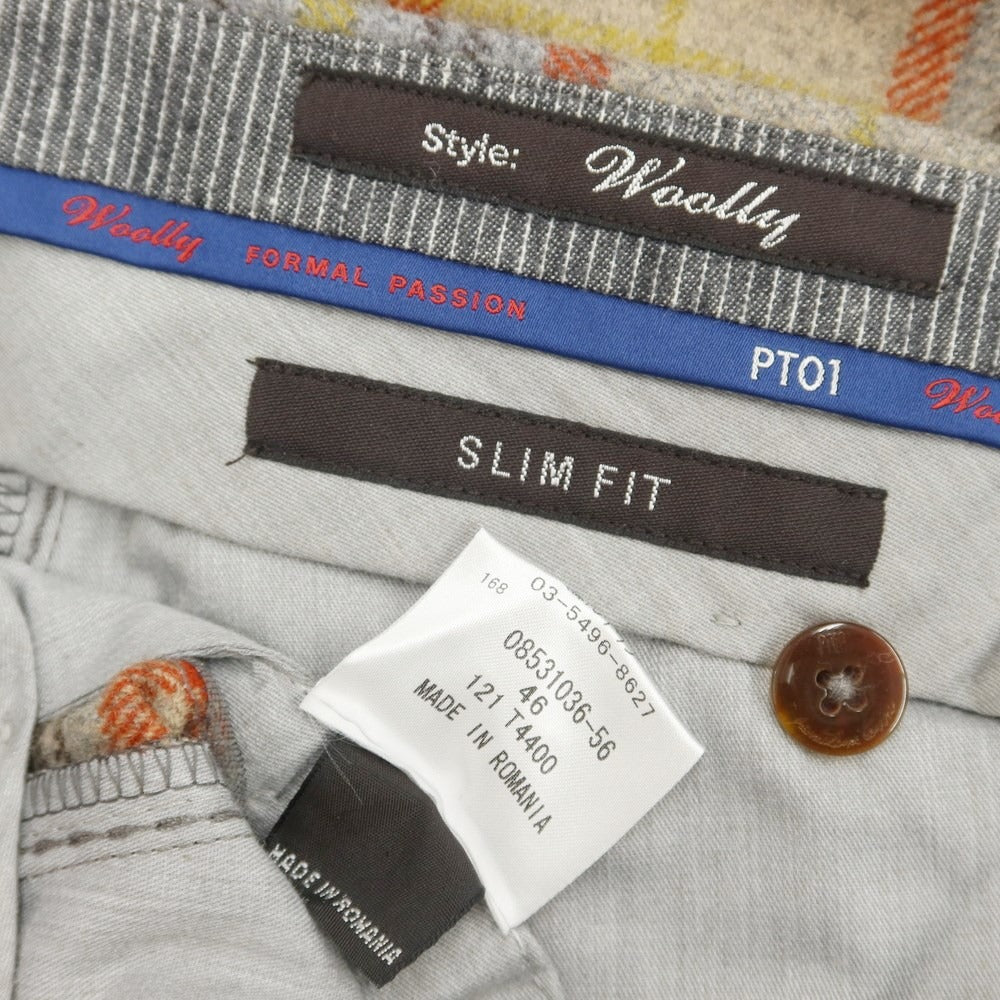 Style: Woolly
Woolly FORMAL PASSION PT01 Woo
SLIM FIT
168 03-5496-8627
08531036-56
46
121 T4400
MADE IN ROMANIA
MADE IN ROMANIA